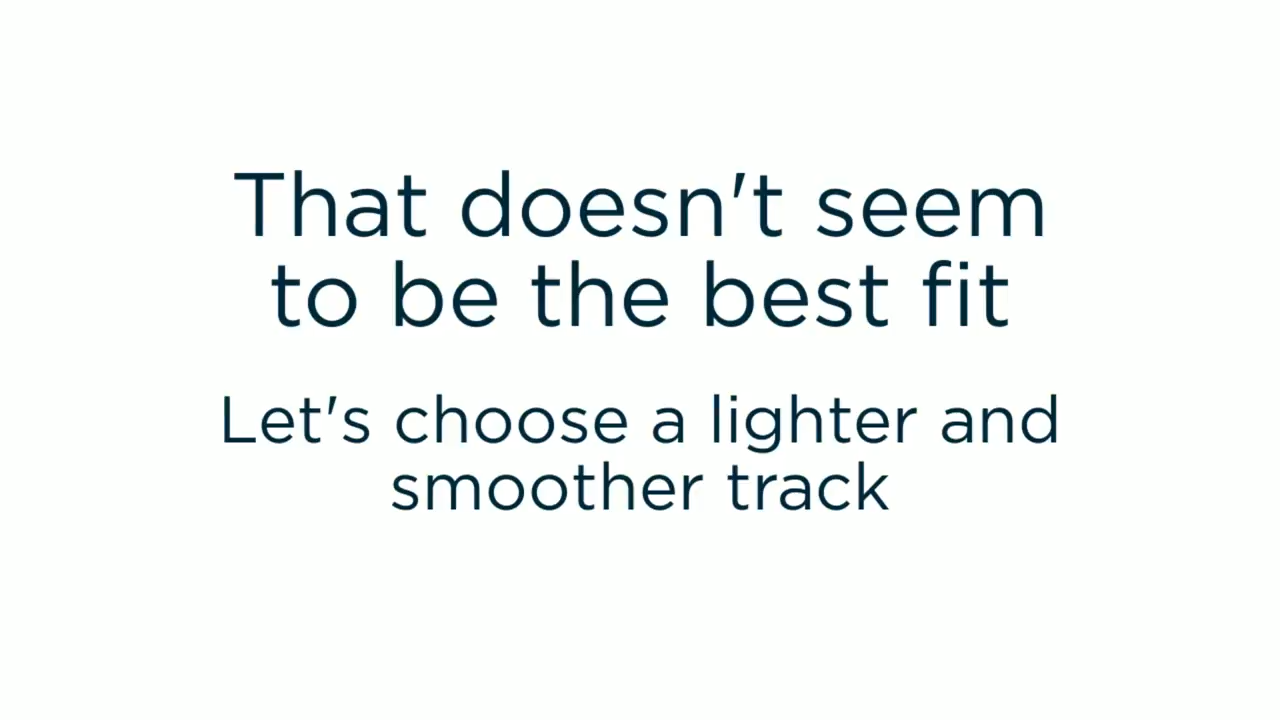 That doesn't seem
to be the best fit
Let's choose a lighter and
smoother track